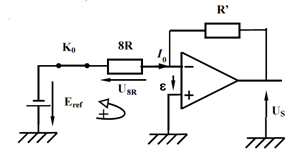 R'
K₀
8R
I₀
−
ε
+
U₈R
E_ref
+
U_S